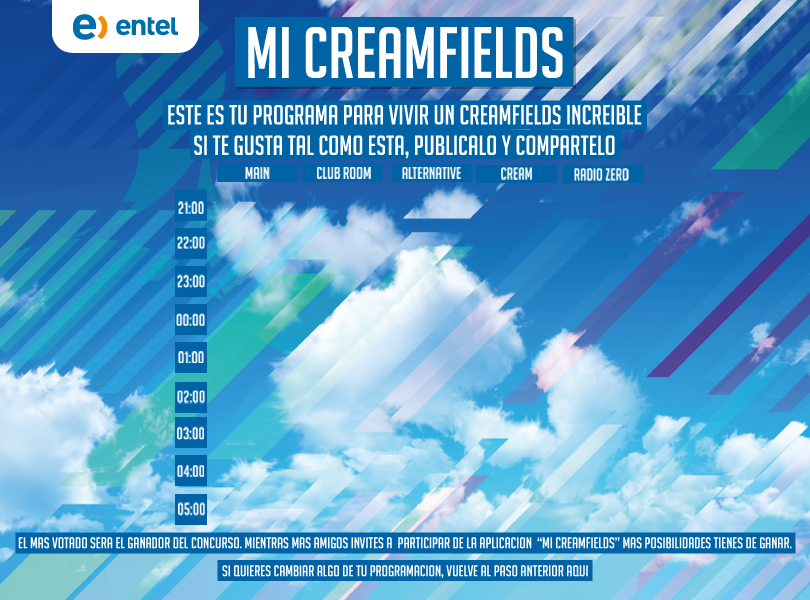 entel
MI CREAMFIELDS
ESTE ES TU PROGRAMA PARA VIVIR UN CREAMFIELDS INCREIBLE
SI TE GUSTA TAL COMO ESTA, PUBLICALO Y COMPARTELO
MAIN CLUB ROOM ALTERNATIVE CREAM RADIO ZERO
21:00
22:00
23:00
00:00
01:00
02:00
03:00
04:00
05:00
EL MAS VOTADO SERA EL GANADOR DEL CONCURSO. MIENTRAS MAS AMIGOS INVITES A PARTICIPAR DE LA APLICACION "MI CREAMFIELDS" MAS POSIBILIDADES TIENES DE GANAR.
SI QUIERES CAMBIAR ALGO DE TU PROGRAMACION, VUELVE AL PASO ANTERIOR AQUI